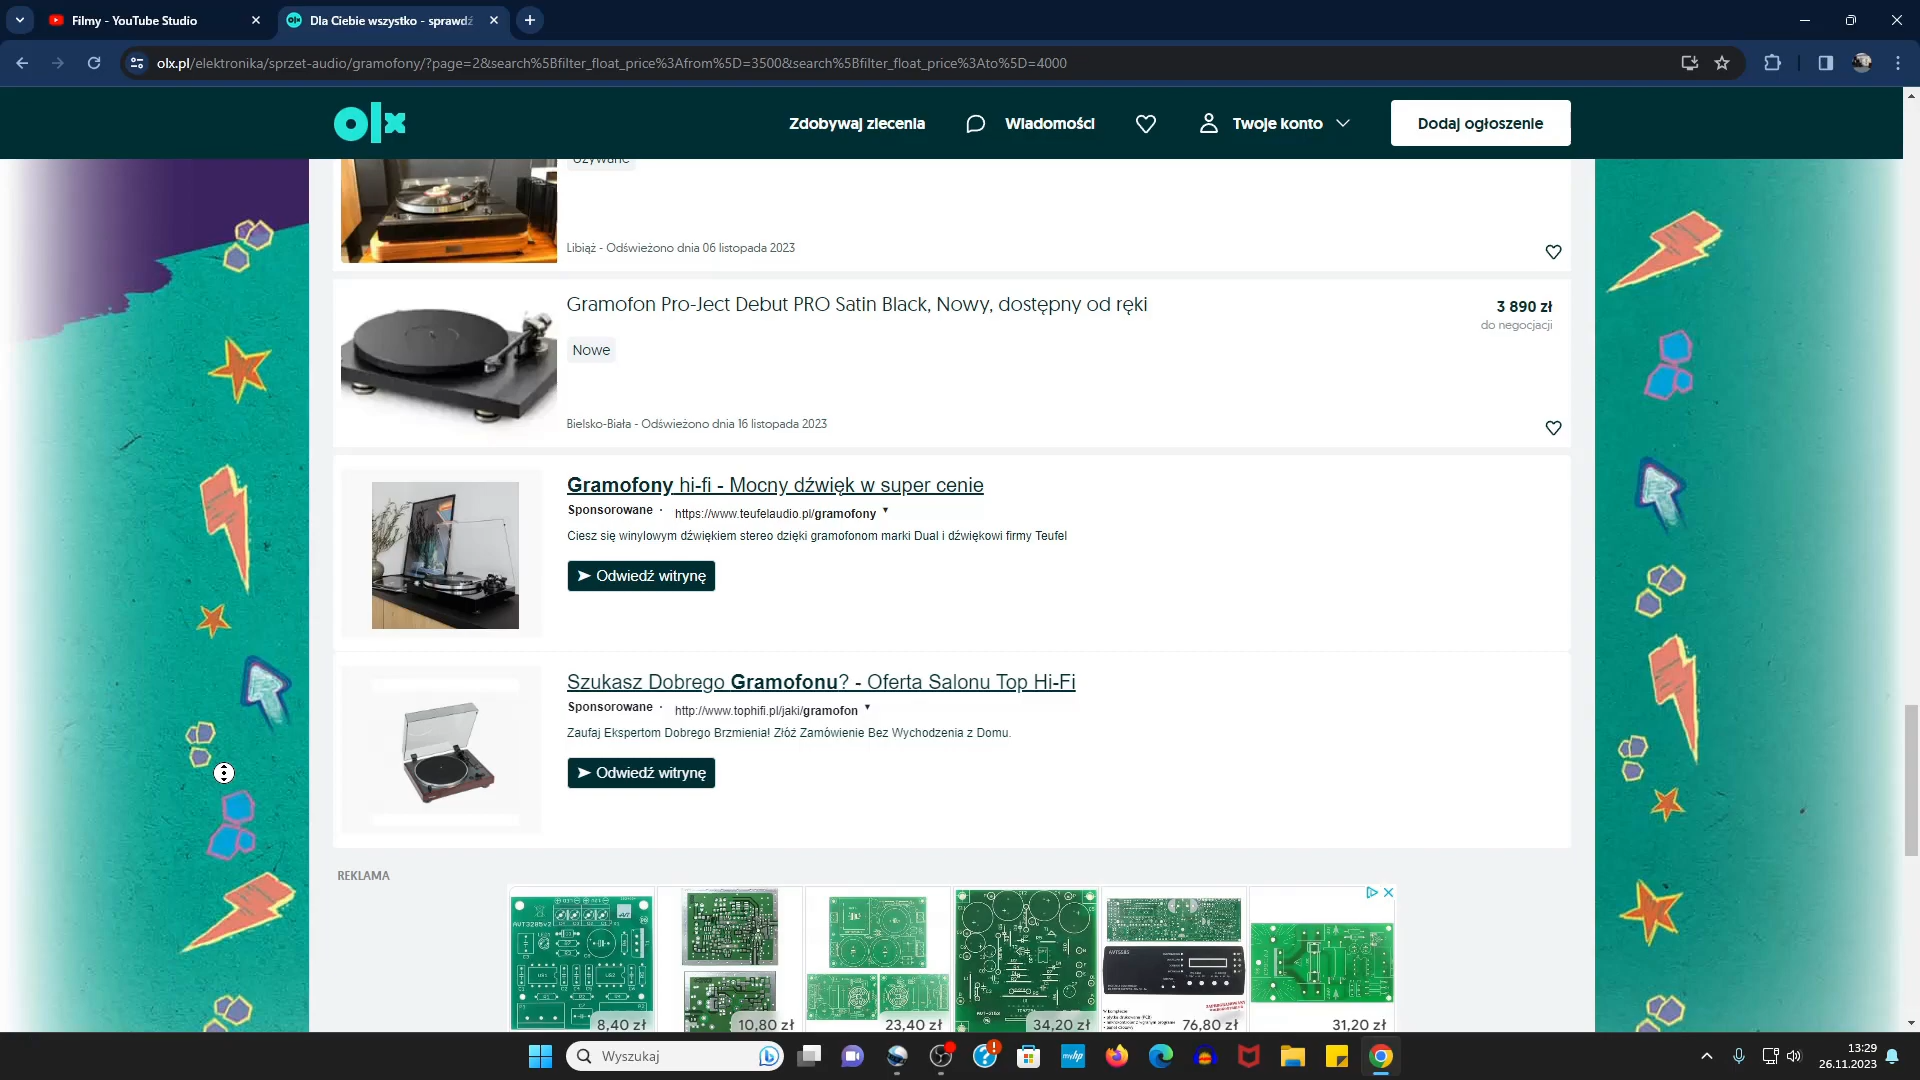 Filmy - YouTube Studio
Dla Ciebie wszystko - sprawdź
olx.pl/elektronika/sprzet-audio/gramofony/?page=2&search%5Bfilter_float_price%3Afrom%5D=3500&search%5Bfilter_float_price%3Ato%5D=4000
olx
Zdobywaj zlecenia
Wiadomości
Twoje konto
Dodaj ogłoszenie
Używane
Libiąż - Odświeżono dnia 06 listopada 2023
Gramofon Pro-Ject Debut PRO Satin Black, Nowy, dostępny od ręki
3 890 zł
do negocjacji
Nowe
Bielsko-Biała - Odświeżono dnia 16 listopada 2023
Gramofony hi-fi - Mocny dźwięk w super cenie
Sponsorowane · https://www.teufelaudio.pl/gramofony
Ciesz się winylowym dźwiękiem stereo dzięki gramofonom marki Dual i dźwiękowi firmy Teufel
Odwiedź witrynę
Szukasz Dobrego Gramofonu? - Oferta Salonu Top Hi-Fi
Sponsorowane · http://www.tophifi.pl/jaki/gramofon
Zaufaj Ekspertom Dobrego Brzmienia! Złóż Zamówienie Bez Wychodzenia z Domu.
Odwiedź witrynę
REKLAMA
AVT3285v2
8,40 zł
10,80 zł
23,40 zł
34,20 zł
76,80 zł
31,20 zł
Wyszukaj
myhp
13:29
26.11.2023